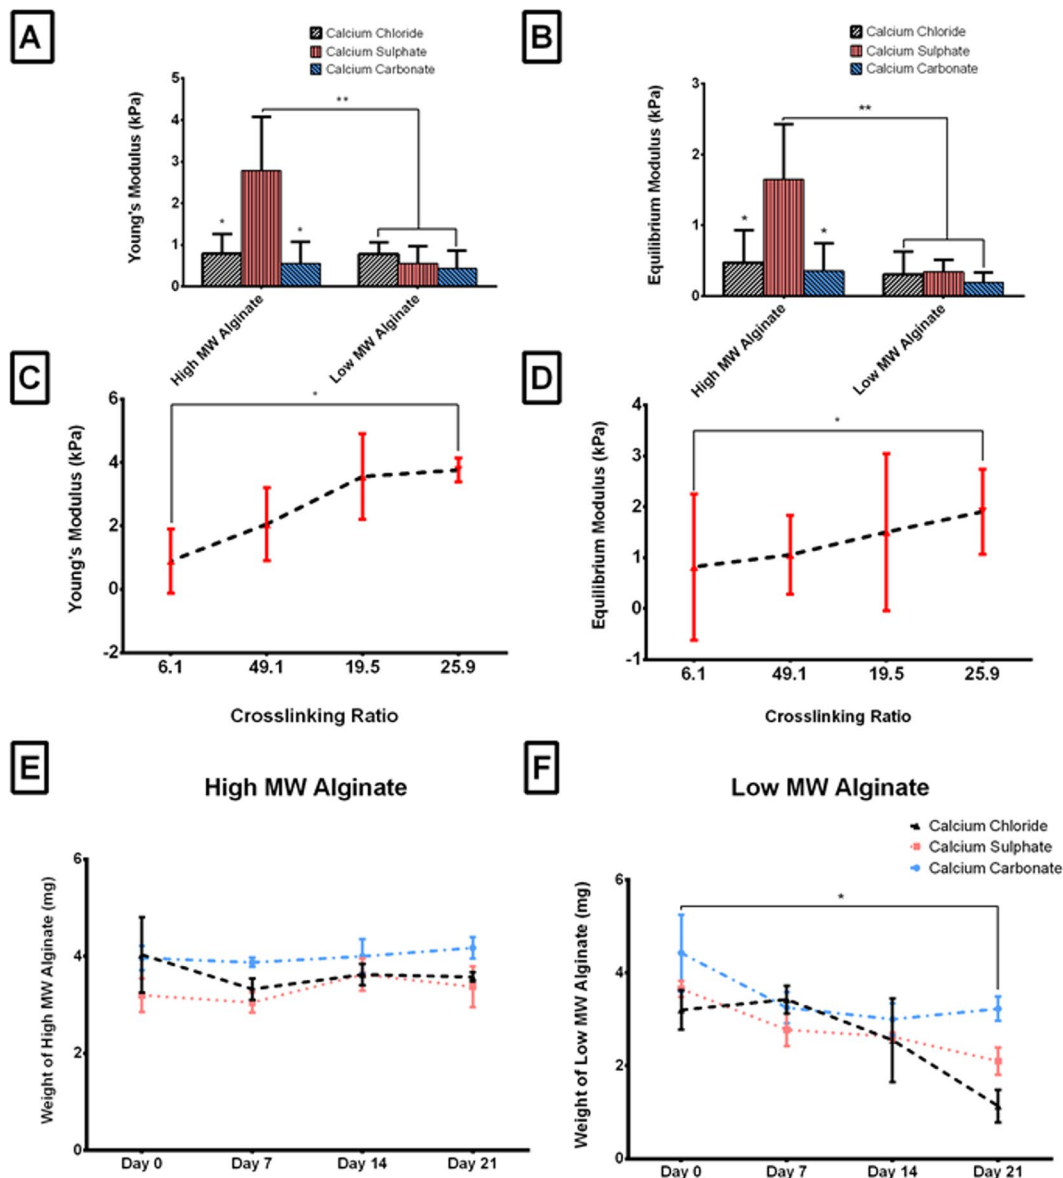 A
Calcium Chloride
Calcium Sulphate
Calcium Carbonate
Young's Modulus (kPa)
5
4
3
2
1
0
**
*
*
High MW Alginate
Low MW Alginate
B
Calcium Chloride
Calcium Sulphate
Calcium Carbonate
Equilibrium Modulus (kPa)
3
2
1
0
**
*
*
High MW Alginate
Low MW Alginate
C
Young's Modulus (kPa)
6
4
2
0
-2
*
6.1 49.1 19.5 25.9
Crosslinking Ratio
D
Equilibrium Modulus (kPa)
4
3
2
1
0
-1
*
6.1 49.1 19.5 25.9
Crosslinking Ratio
E
High MW Alginate
Weight of High MW Alginate (mg)
6
4
2
0
Day 0 Day 7 Day 14 Day 21
F
Low MW Alginate
Calcium Chloride
Calcium Sulphate
Calcium Carbonate
Weight of Low MW Alginate (mg)
6
4
2
0
*
Day 0 Day 7 Day 14 Day 21